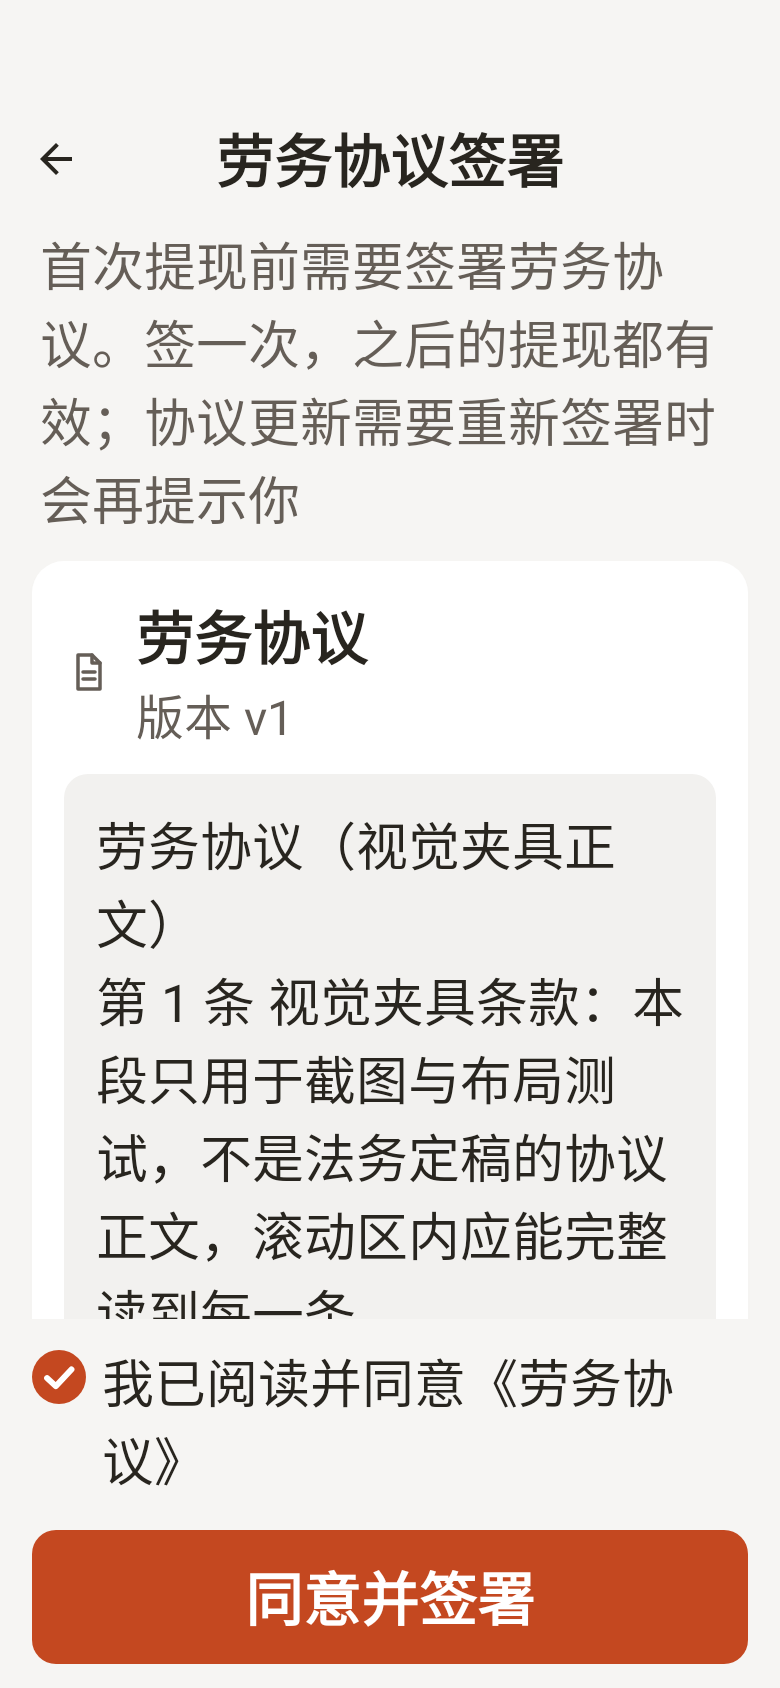 劳务协议签署
首次提现前需要签署劳务协
议。签一次，之后的提现都有
效；协议更新需要重新签署时
会再提示你
劳务协议
版本 v1
劳务协议（视觉夹具正
文）
第 1 条 视觉夹具条款：本
段只用于截图与布局测
试，不是法务定稿的协议
正文，滚动区内应能完整
读到每一条
我已阅读并同意《劳务协
议》
同意并签署